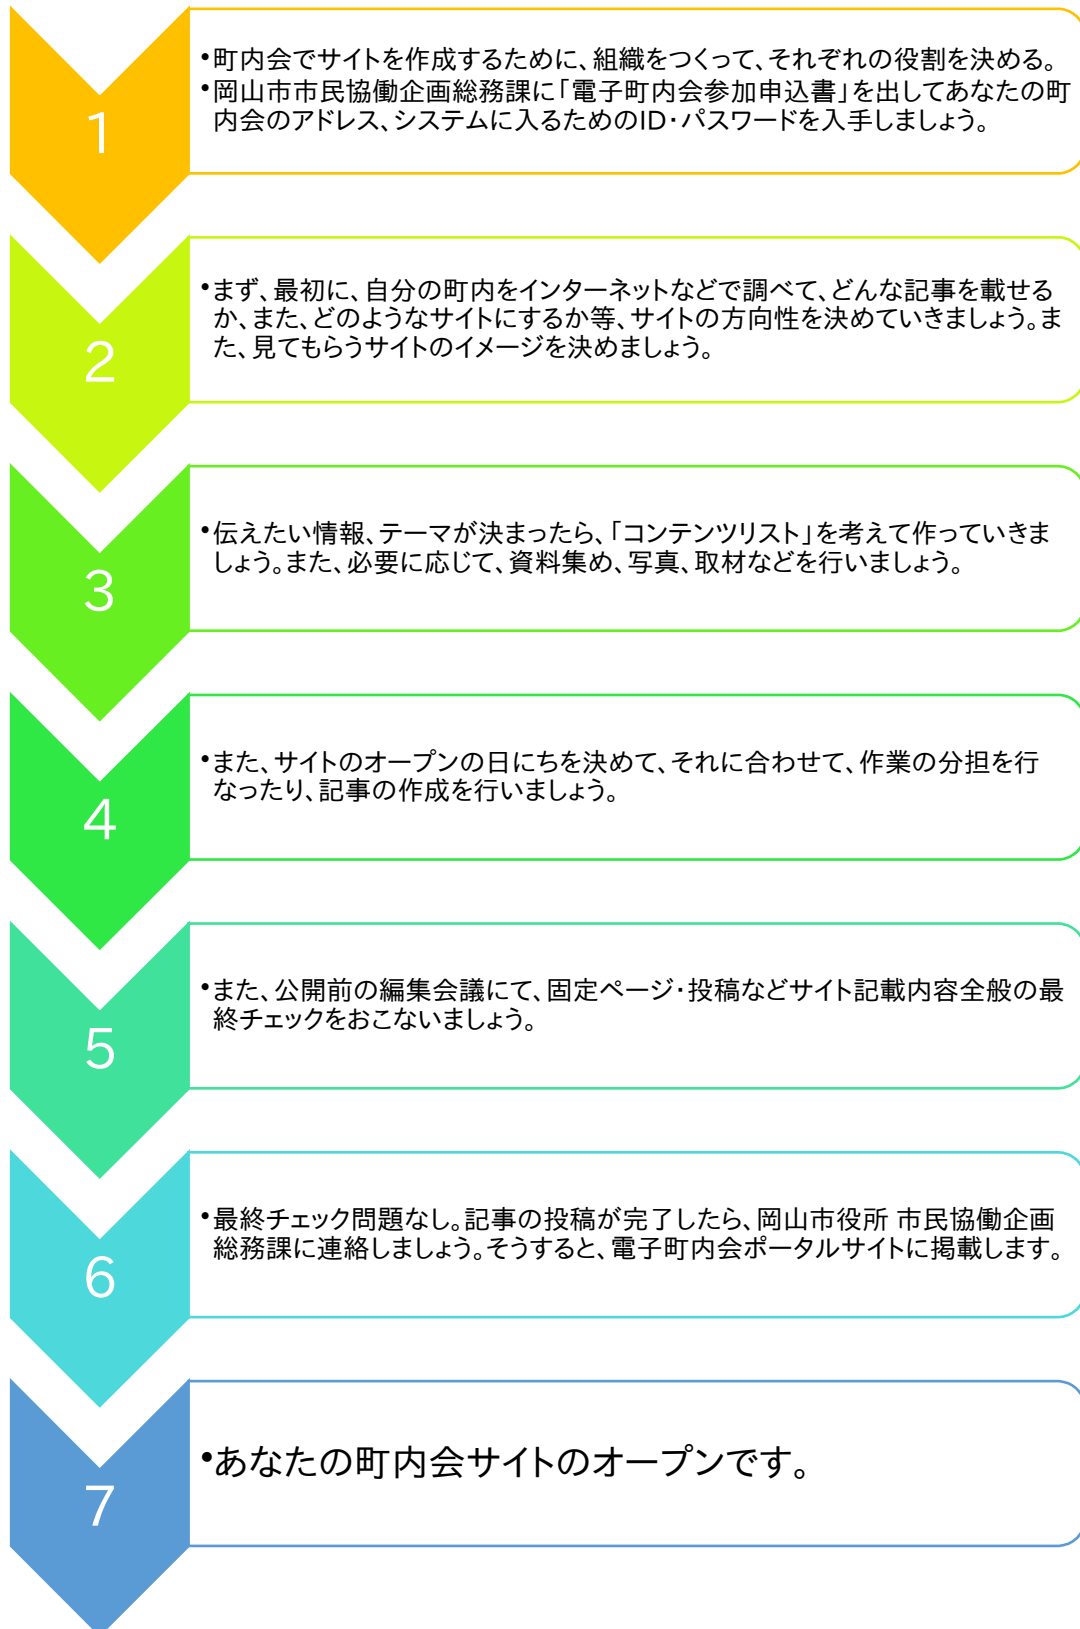 1
•町内会でサイトを作成するために、組織をつくって、それぞれの役割を決める。
•岡山市市民協働企画総務課に「電子町内会参加申込書」を出してあなたの町
内会のアドレス、システムに入るためのID・パスワードを入手しましょう。
2
•まず、最初に、自分の町内をインターネットなどで調べて、どんな記事を載せる
か、また、どのようなサイトにするか等、サイトの方向性を決めていきましょう。ま
た、見てもらうサイトのイメージを決めましょう。
3
•伝えたい情報、テーマが決まったら、「コンテンツリスト」を考えて作っていきま
しょう。また、必要に応じて、資料集め、写真、取材などを行いましょう。
4
•また、サイトのオープンの日にちを決めて、それに合わせて、作業の分担を行
なったり、記事の作成を行いましょう。
5
•また、公開前の編集会議にて、固定ページ・投稿などサイト記載内容全般の最
終チェックをおこないましょう。
6
•最終チェック問題なし。記事の投稿が完了したら、岡山市役所 市民協働企画
総務課に連絡しましょう。そうすると、電子町内会ポータルサイトに掲載します。
7
•あなたの町内会サイトのオープンです。